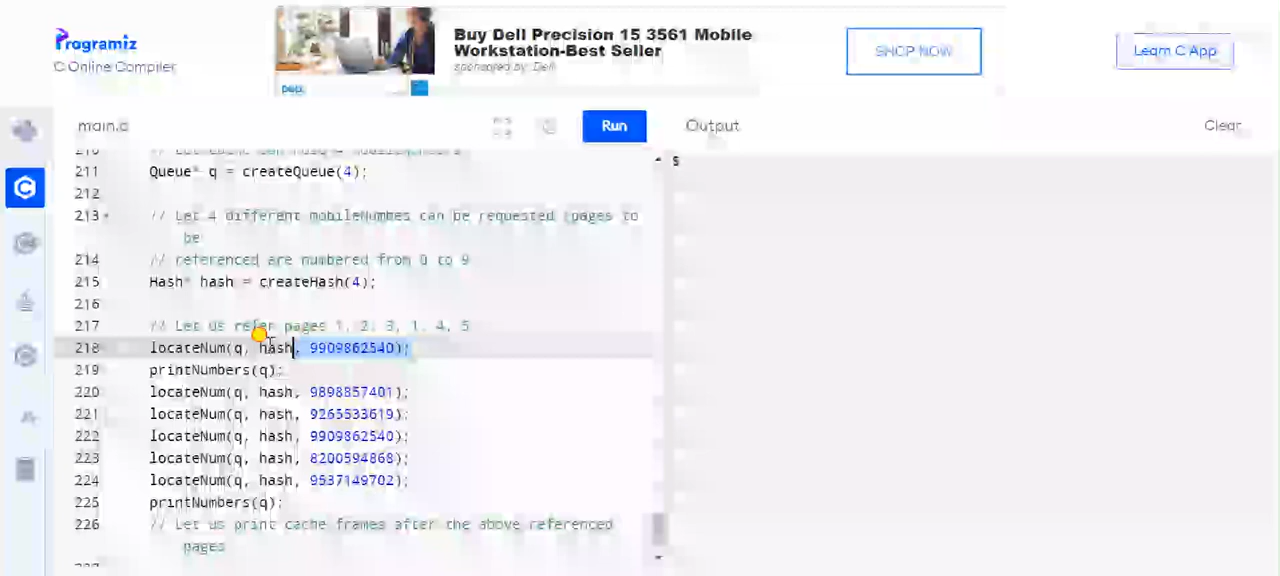 Programiz
C Online Compiler
Buy Dell Precision 15 3561 Mobile
Workstation-Best Seller
sponsored by: Dell
SHOP NOW
Learn C App
main.c
Run
Output
Clear
211 Queue* q = createQueue(4);
212
213 // Let 4 different mobileNumbes can be requested (pages to
be
214 // referenced are numbered from 0 to 9
215 Hash* hash = createHash(4);
216
217 // Let us refer pages 1, 2, 3, 1, 4, 5
218 locateNum(q, hash, 9909862540);
219 printNumbers(q);
220 locateNum(q, hash, 9898857401);
221 locateNum(q, hash, 9265533619);
222 locateNum(q, hash, 9909862540);
223 locateNum(q, hash, 8200594868);
224 locateNum(q, hash, 9537149702);
225 printNumbers(q);
226 // Let us print cache frames after the above referenced
pages